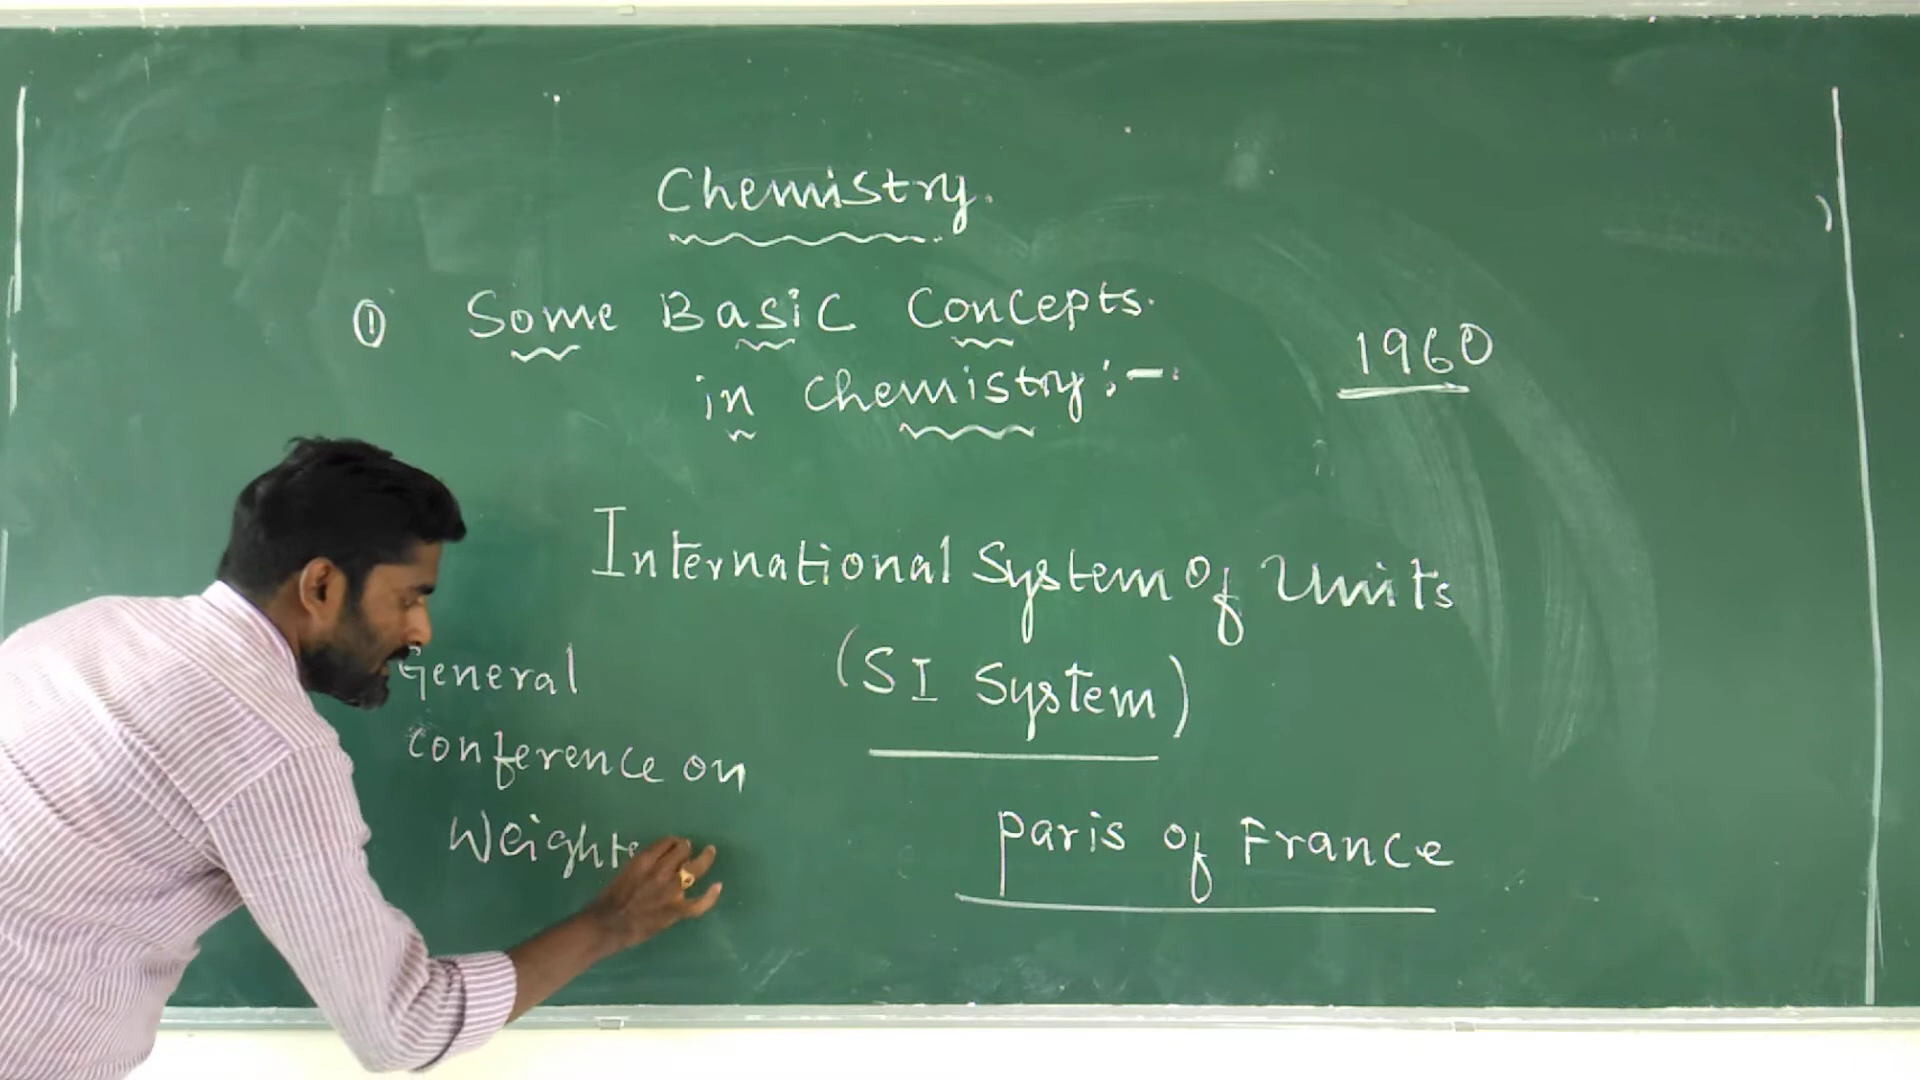 Chemistry.
① Some Basic Concepts.
in Chemistry:-
1960
International System of Units
(SI System)
General
conference on
Paris of France